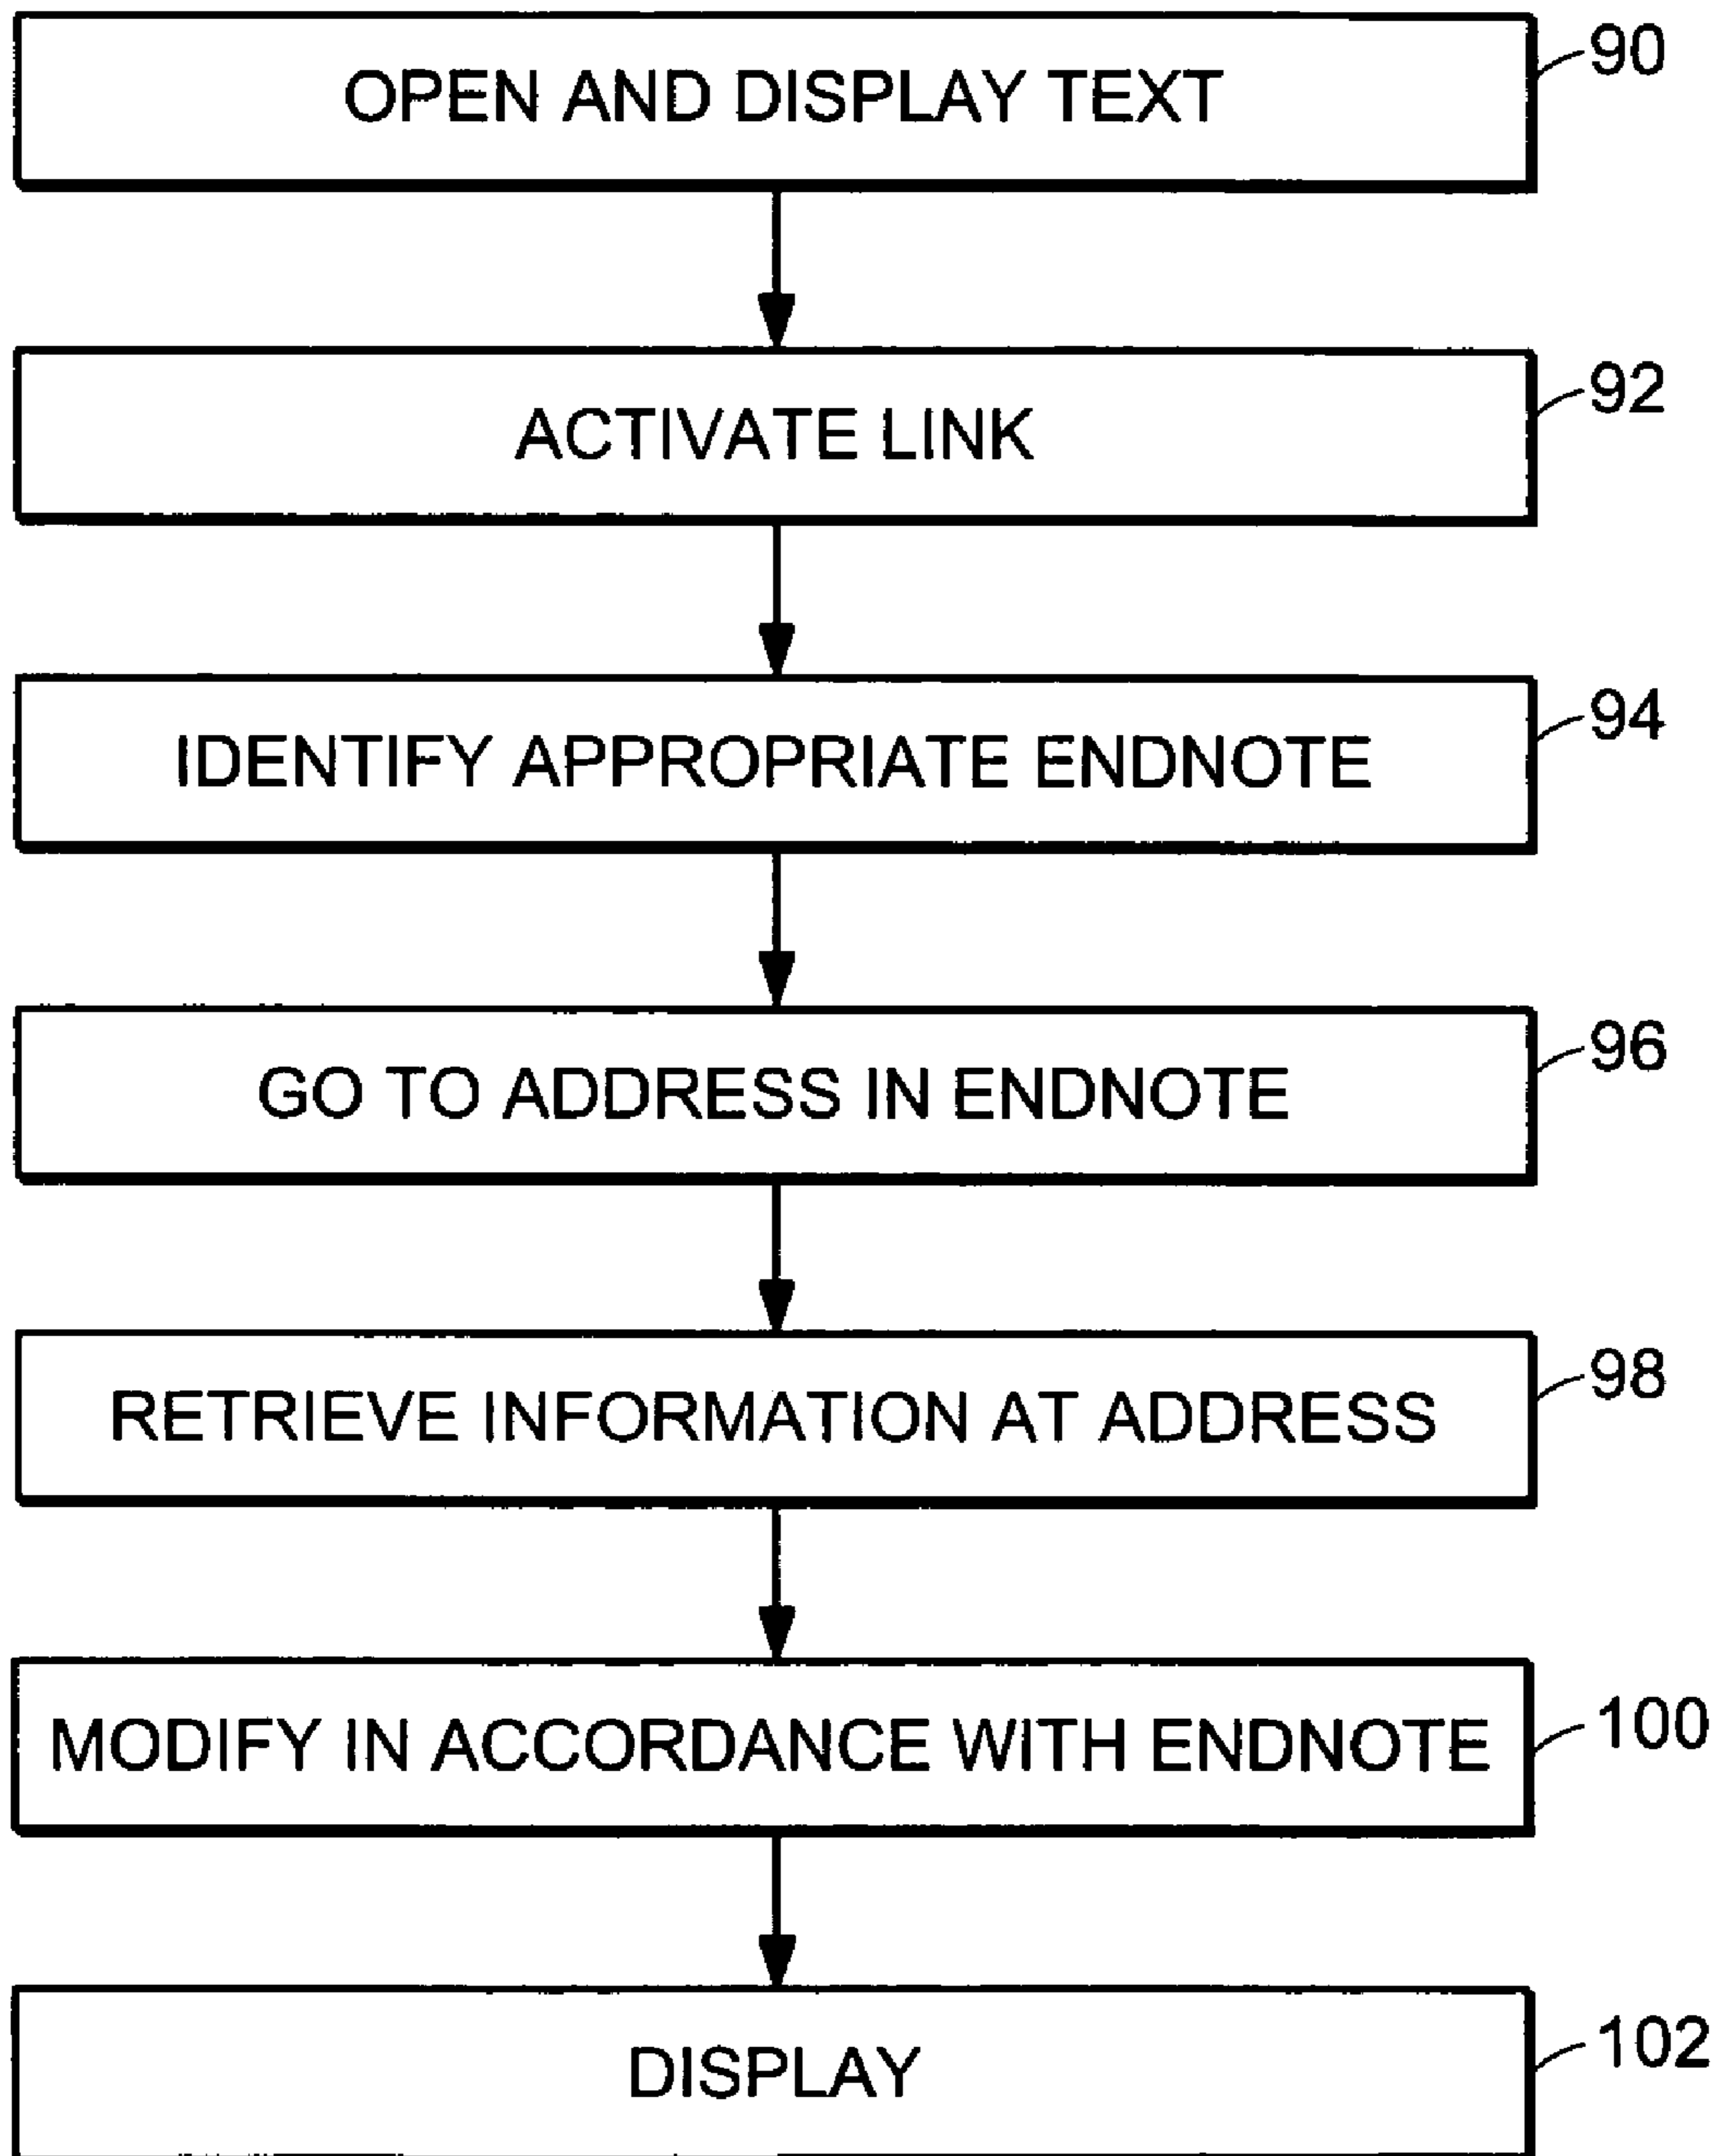 OPEN AND DISPLAY TEXT
90
ACTIVATE LINK
92
IDENTIFY APPROPRIATE ENDNOTE
94
GO TO ADDRESS IN ENDNOTE
96
RETRIEVE INFORMATION AT ADDRESS
98
MODIFY IN ACCORDANCE WITH ENDNOTE
100
DISPLAY
102